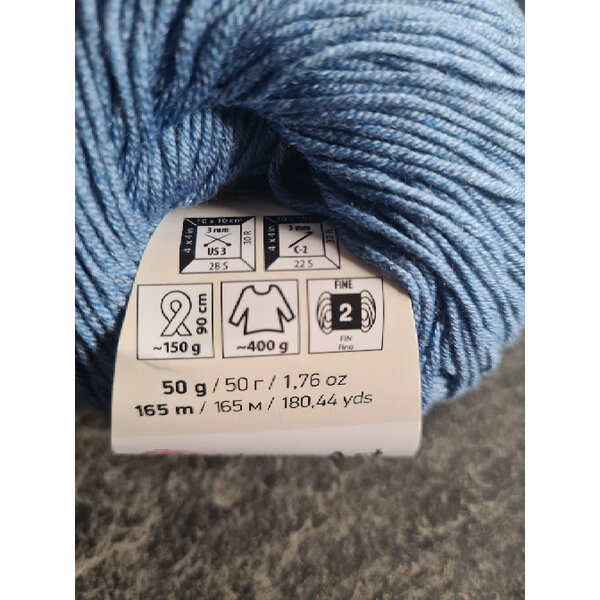 10 x 10 cm
4 x 4 in
3 mm
US 3
30 R
28 S
10 x 10 cm
4 x 4 in
3 mm
C-2
32 R
22 S
90 cm
~150 g
~400 g
FINE
2
FIN
Fino
50 g / 50 г / 1,76 oz
165 m / 165 м / 180,44 yds